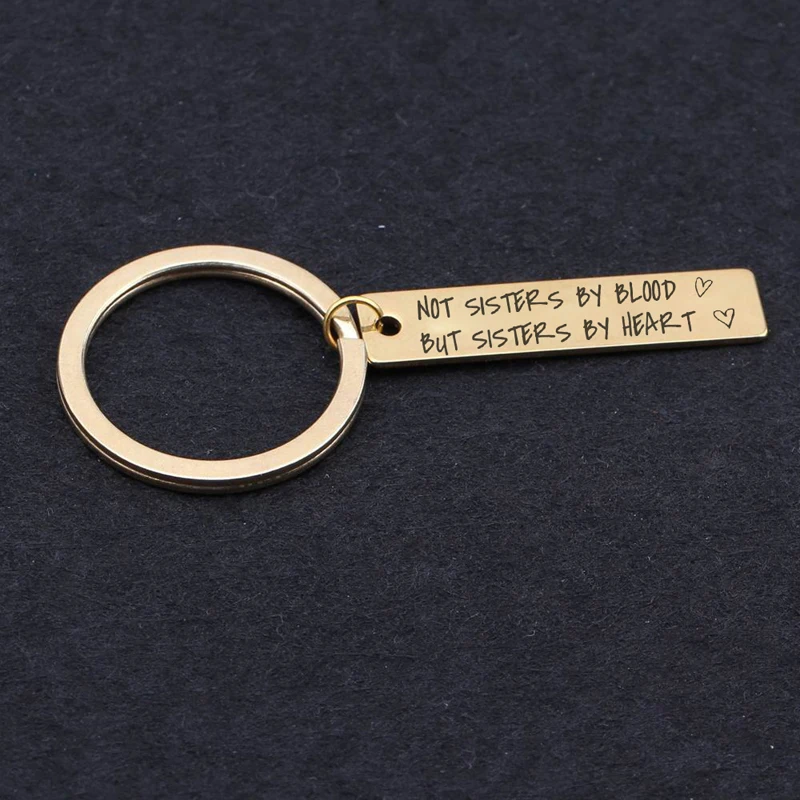 NOT SISTERS BY BLOOD ♡
BUT SISTERS BY HEART ♡